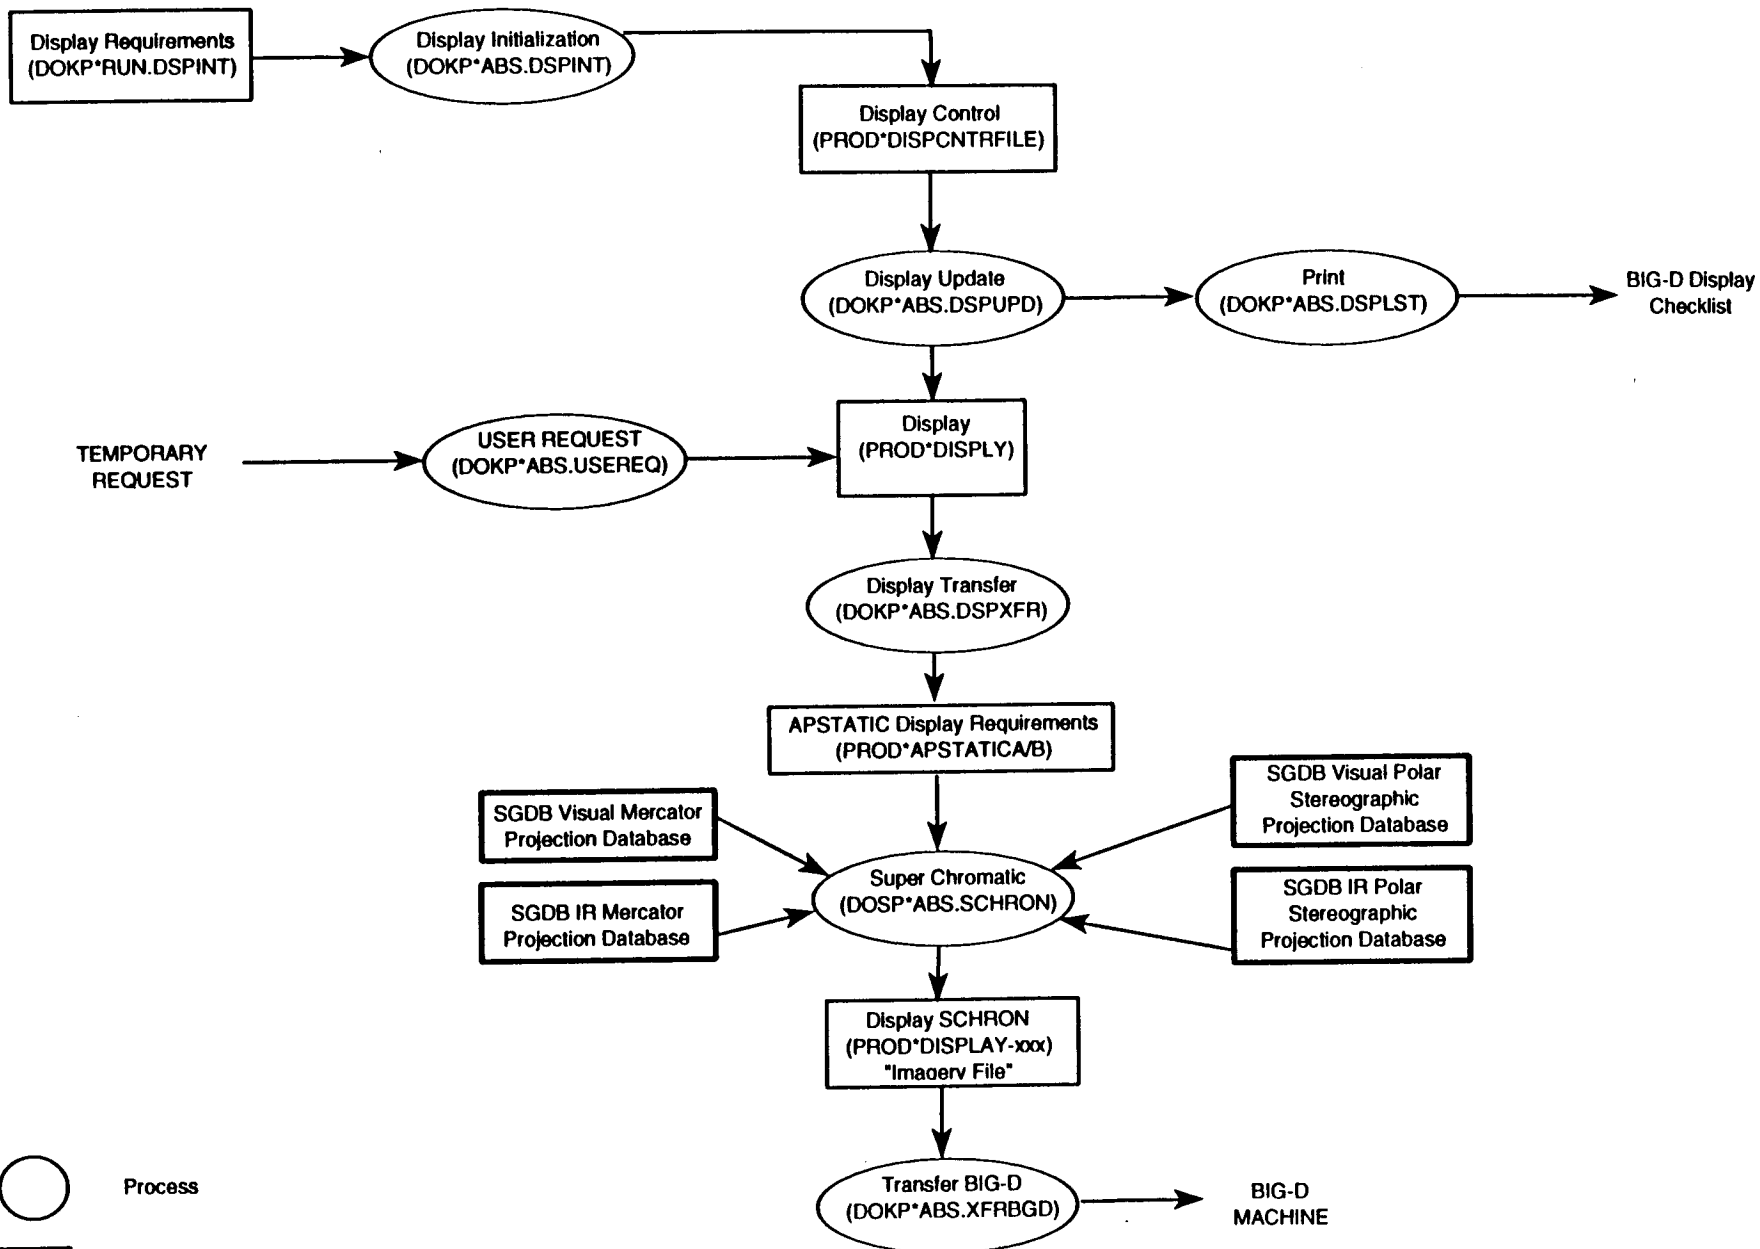 Display Requirements
(DOKP*RUN.DSPINT)
Display Initialization
(DOKP*ABS.DSPINT)
Display Control
(PROD*DISPCNTRFILE)
Display Update
(DOKP*ABS.DSPUPD)
Print
(DOKP*ABS.DSPLST)
BIG-D Display
Checklist
TEMPORARY
REQUEST
USER REQUEST
(DOKP*ABS.USEREQ)
Display
(PROD*DISPLY)
Display Transfer
(DOKP*ABS.DSPXFR)
APSTATIC Display Requirements
(PROD*APSTATICA/B)
SGDB Visual Mercator
Projection Database
SGDB Visual Polar
Stereographic
Projection Database
Super Chromatic
(DOSP*ABS.SCHRON)
SGDB IR Mercator
Projection Database
SGDB IR Polar
Stereographic
Projection Database
Display SCHRON
(PROD*DISPLAY-xxx)
"Imagery File"
Process
Transfer BIG-D
(DOKP*ABS.XFRBGD)
BIG-D
MACHINE